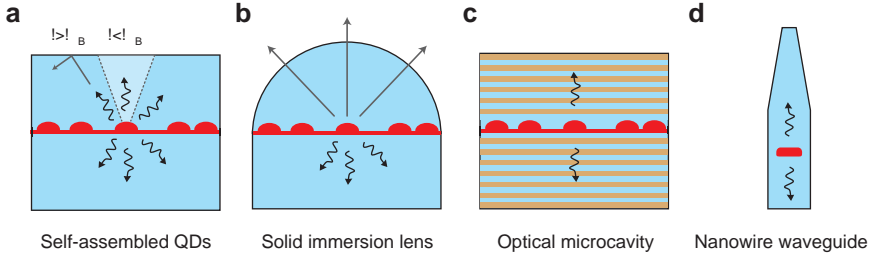 a b c d
!>! B !<! B
Self-assembled QDs Solid immersion lens Optical microcavity Nanowire waveguide